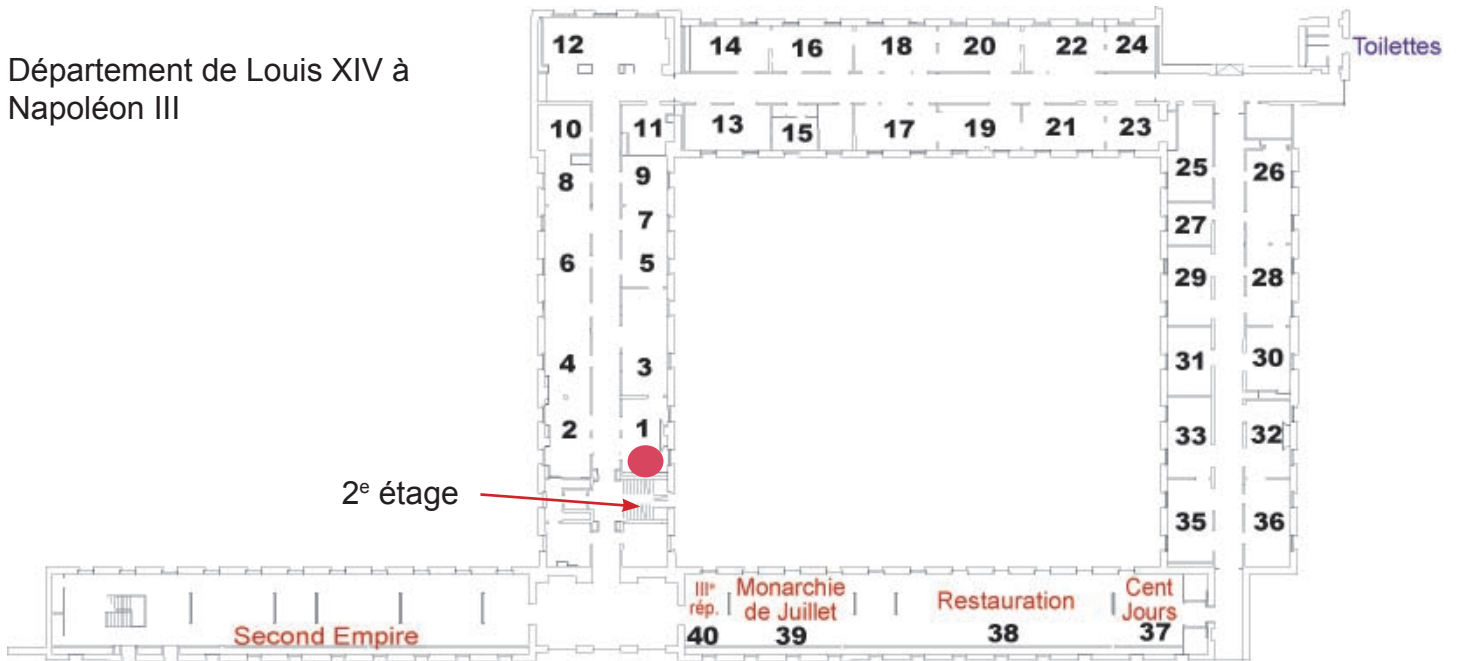 Département de Louis XIV à
Napoléon III
12
14 16 18 20 22 24
Toilettes
10 11 13 15 17 19 21 23
8 9
25 26
7
27
6 5
29 28
4 3
31 30
2 1
33 32
2e étage
35 36
IIIe
rép.
Monarchie
de Juillet
Restauration
Cent
Jours
Second Empire
40 39 38 37